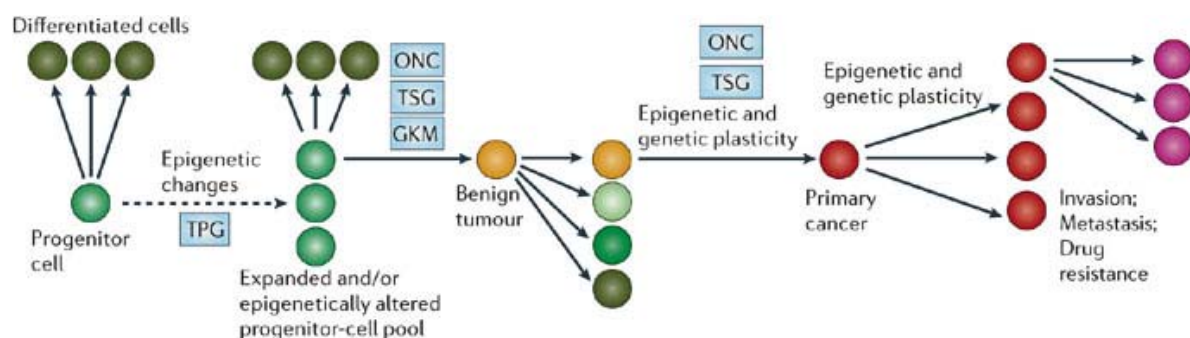 Differentiated cells
Progenitor
cell
Epigenetic
changes
TPG
Expanded and/or
epigenetically altered
progenitor-cell pool
ONC
TSG
GKM
Benign
tumour
ONC
TSG
Epigenetic and
genetic plasticity
Primary
cancer
Epigenetic and
genetic plasticity
Invasion;
Metastasis;
Drug
resistance